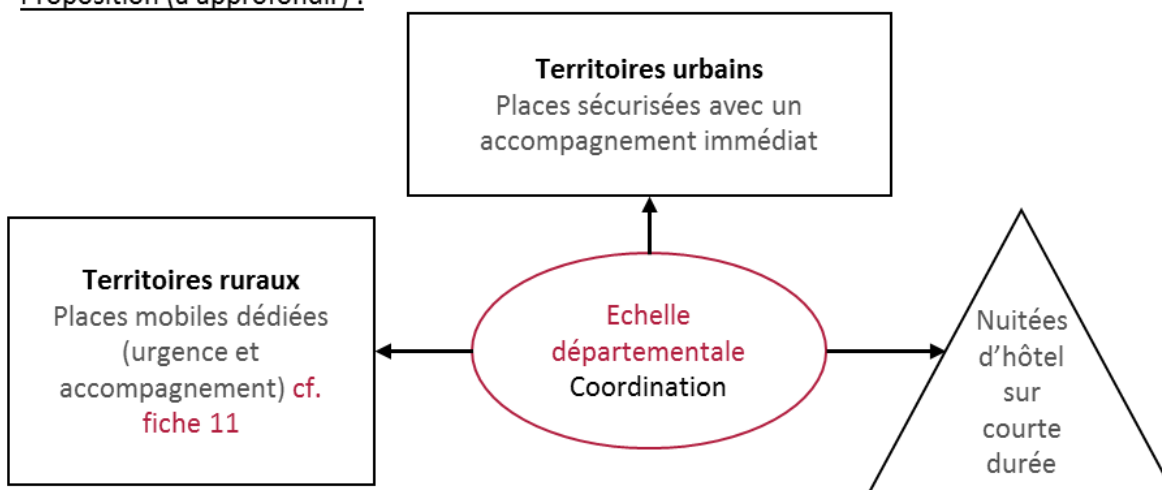 Proposition (à approfondir) :
Territoires urbains
Places sécurisées avec un
accompagnement immédiat
Territoires ruraux
Places mobiles dédiées
(urgence et
accompagnement) cf.
fiche 11
Echelle
départementale
Coordination
Nuitées
d’hôtel
sur
courte
durée